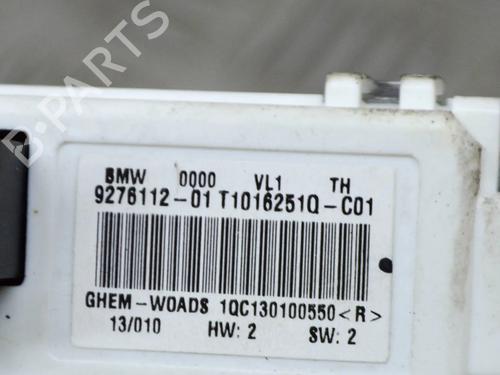 BMW 0000 VL1 TH
9276112-01 T1016251Q-C01
GHEM-WOADS 1QC130100550<R>
13/010 HW: 2 SW: 2
B-PARTS